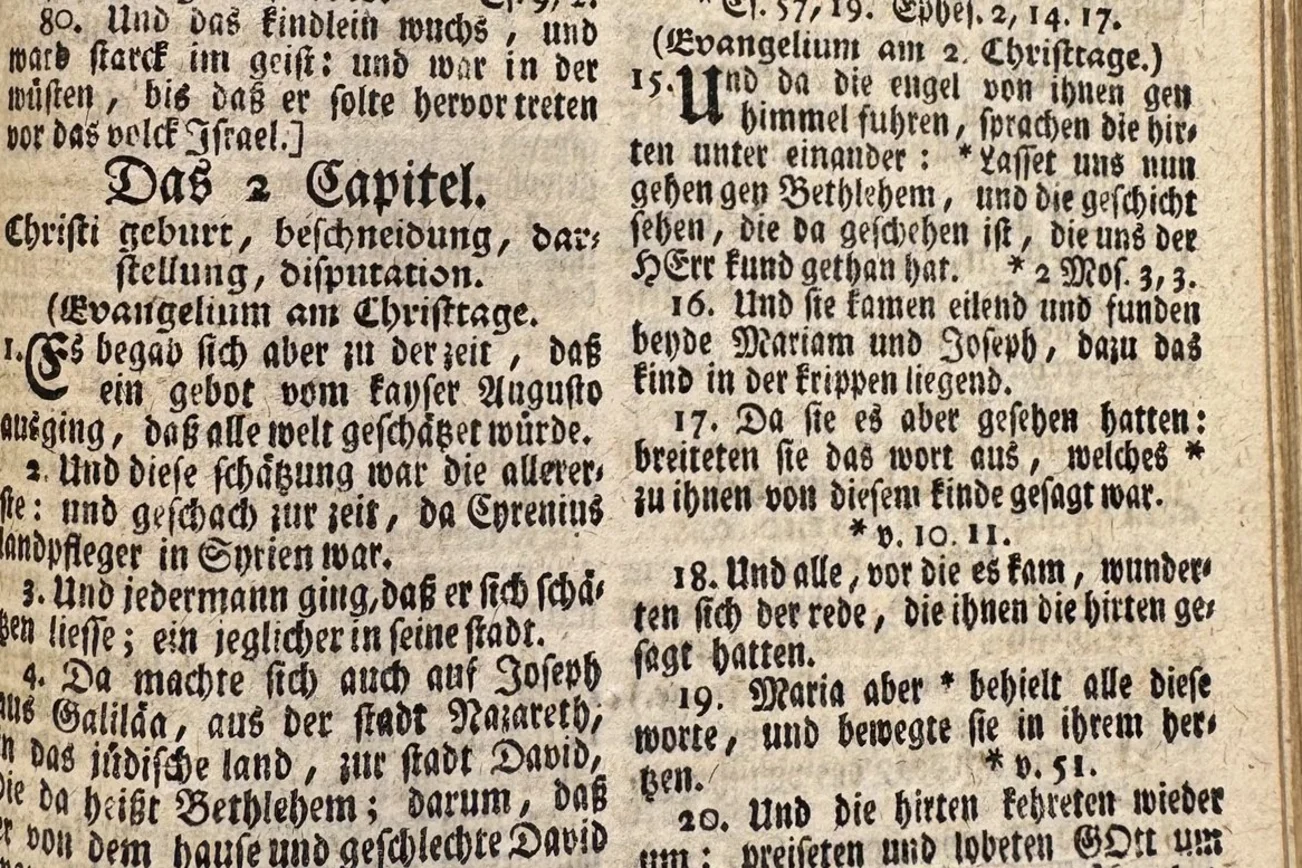 80. Und das kindlein wuchs, und
ward starck im geist: und war in der
wüsten, bis daß er solte hervor treten
vor das volck Israel.]
Das 2 Capitel.
Christi geburt, beschneidung, dar⸗
stellung, disputation.
(Evangelium am Christtage.
1. Es begab sich aber zu der zeit, daß
ein gebot vom kayser Augusto
ausging, daß alle welt geschätzet würde.
2. Und diese schätzung war die allerer⸗
ste: und geschach zur zeit, da Cyrenius
landpfleger in Syrien war.
3. Und jedermann ging, daß er sich schä⸗
tzen liesse; ein jeglicher in seine stadt.
4. Da machte sich auch auf Joseph
aus Galiläa, aus der stadt Nazareth,
in das jüdische land, zur stadt David,
die da heißt Bethlehem; darum, daß
er von dem hause und geschlechte David
* Es. 57, 19. Ephes. 2, 14. 17.
(Evangelium am 2. Christtage.)
15. Und da die engel von ihnen gen
himmel fuhren, sprachen die hir⸗
ten unter einander: * Lasset uns nun
gehen gen Bethlehem, und die geschicht
sehen, die da geschehen ist, die uns der
HErr kund gethan hat. * 2 Mos. 3, 3.
16. Und sie kamen eilend und funden
beyde Mariam und Joseph, dazu das
kind in der krippen liegend.
17. Da sie es aber gesehen hatten:
breiteten sie das wort aus, welches *
zu ihnen von diesem kinde gesagt war.
* v. 10. 11.
18. Und alle, vor die es kam, wunder⸗
ten sich der rede, die ihnen die hirten ge⸗
sagt hatten.
19. Maria aber * behielt alle diese
worte, und bewegte sie in ihrem her⸗
tzen. * v. 51.
20. Und die hirten kehreten wieder
um: preiseten und lobeten GOtt um